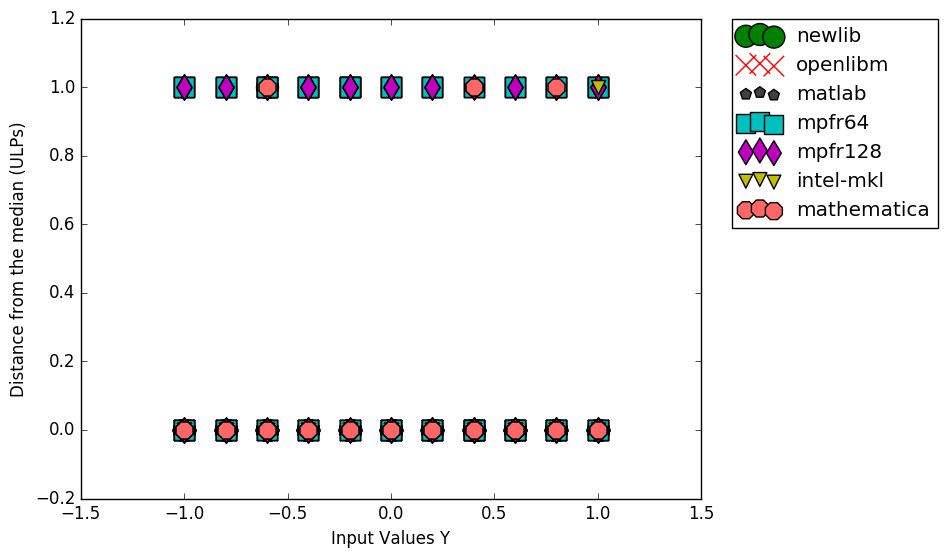 1.2
1.0
0.8
0.6
0.4
0.2
0.0
−0.2
−1.5
−1.0
−0.5
0.0
0.5
1.0
1.5
Distance from the median (ULPs)
Input Values Y
newlib
openlibm
matlab
mpfr64
mpfr128
intel-mkl
mathematica